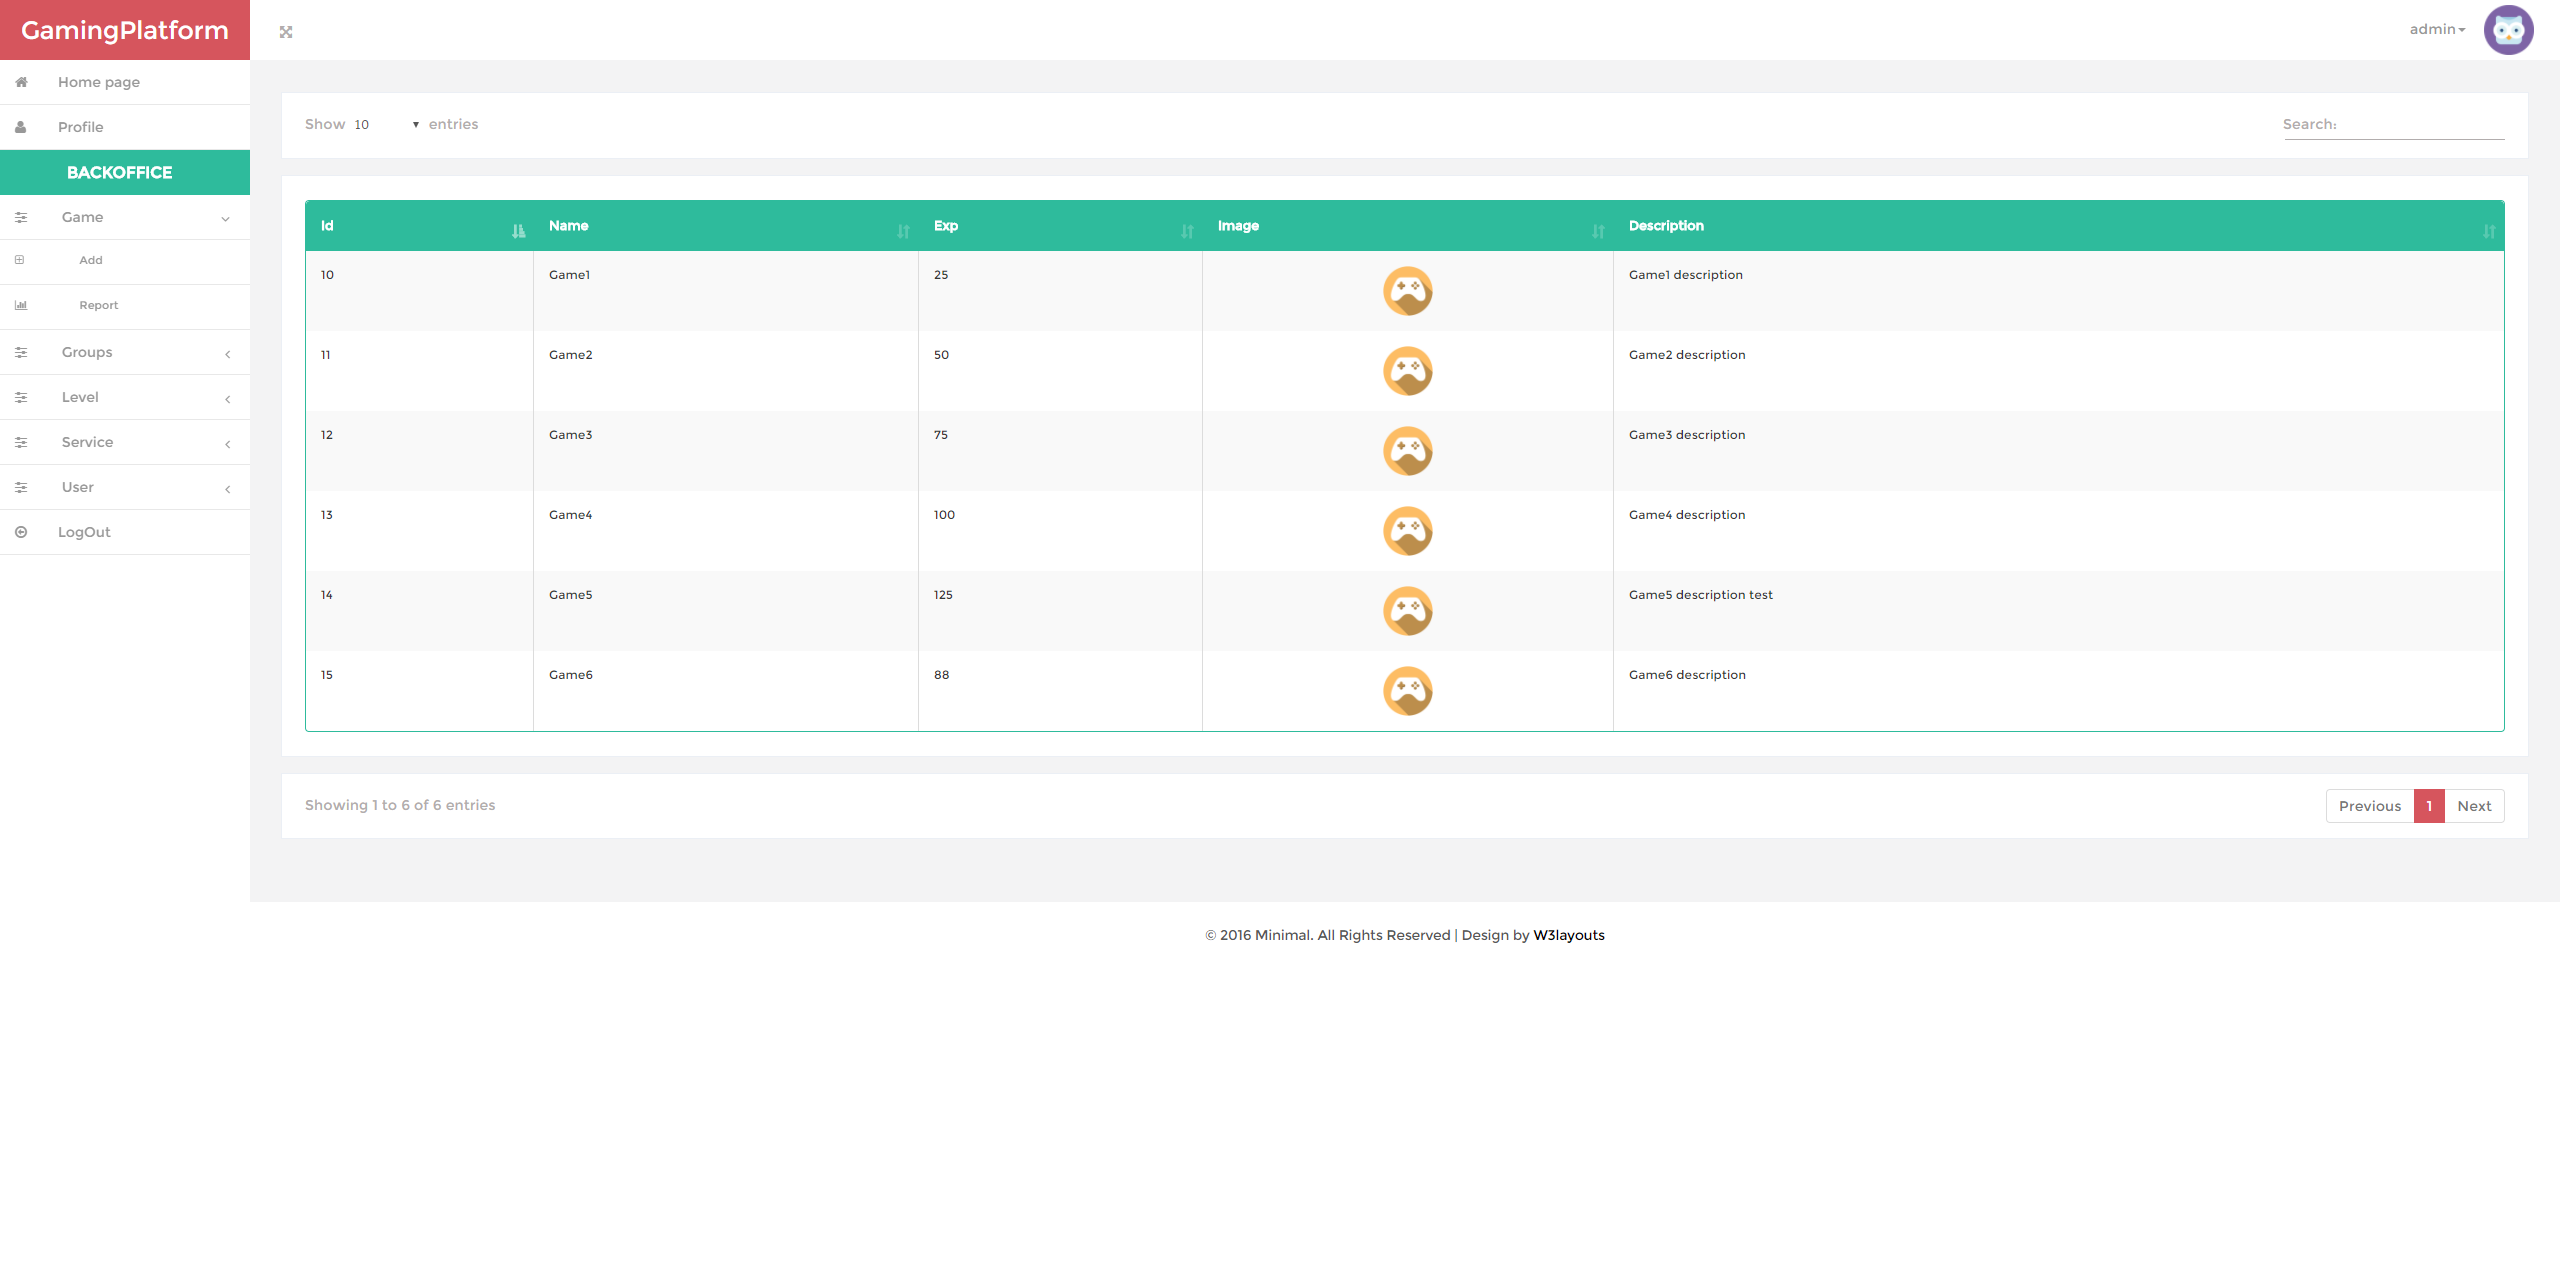 GamingPlatform
admin
Home page
Profile
BACKOFFICE
Game
Add
Report
Groups
Level
Service
User
LogOut
Show 10 entries
Search:
Id Name Exp Image Description
10 Game1 25 Game1 description
11 Game2 50 Game2 description
12 Game3 75 Game3 description
13 Game4 100 Game4 description
14 Game5 125 Game5 description test
15 Game6 88 Game6 description
Showing 1 to 6 of 6 entries
Previous 1 Next
© 2016 Minimal. All Rights Reserved | Design by W3layouts